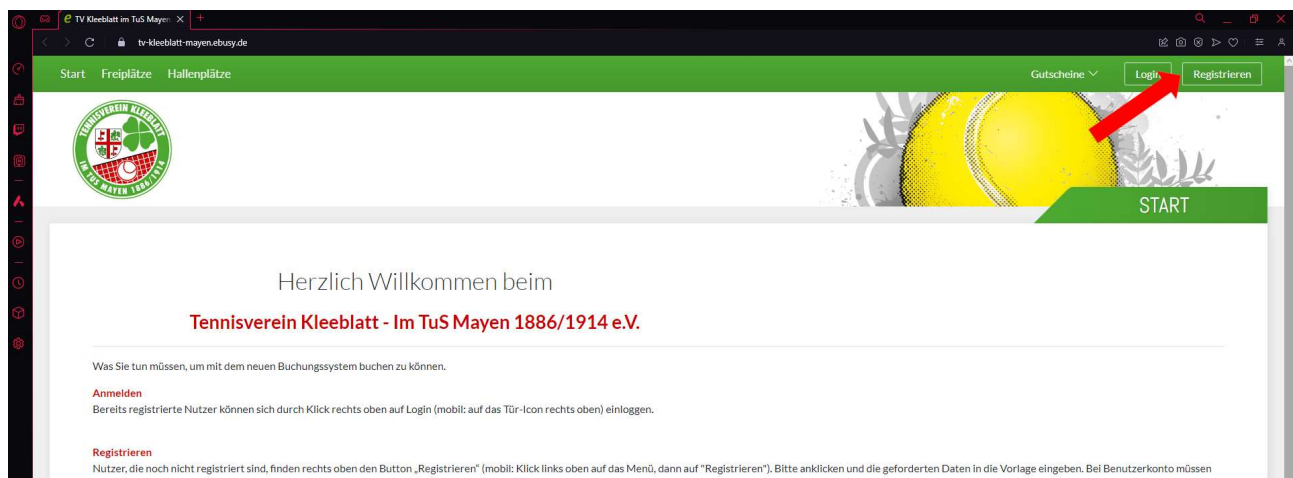 TV Kleeblatt im TuS Mayen
tv-kleeblatt-mayen.ebusy.de
Start Freiplätze Hallenplätze Gutscheine Login Registrieren
TENNISVEREIN KLEEBLATT
IM TUS MAYEN 1886/1914
START
Herzlich Willkommen beim
Tennisverein Kleeblatt - Im TuS Mayen 1886/1914 e.V.
Was Sie tun müssen, um mit dem neuen Buchungssystem buchen zu können.
Anmelden
Bereits registrierte Nutzer können sich durch Klick rechts oben auf Login (mobil: auf das Tür-Icon rechts oben) einloggen.
Registrieren
Nutzer, die noch nicht registriert sind, finden rechts oben den Button „Registrieren“ (mobil: Klick links oben auf das Menü, dann auf "Registrieren"). Bitte anklicken und die geforderten Daten in die Vorlage eingeben. Bei Benutzerkonto müssen